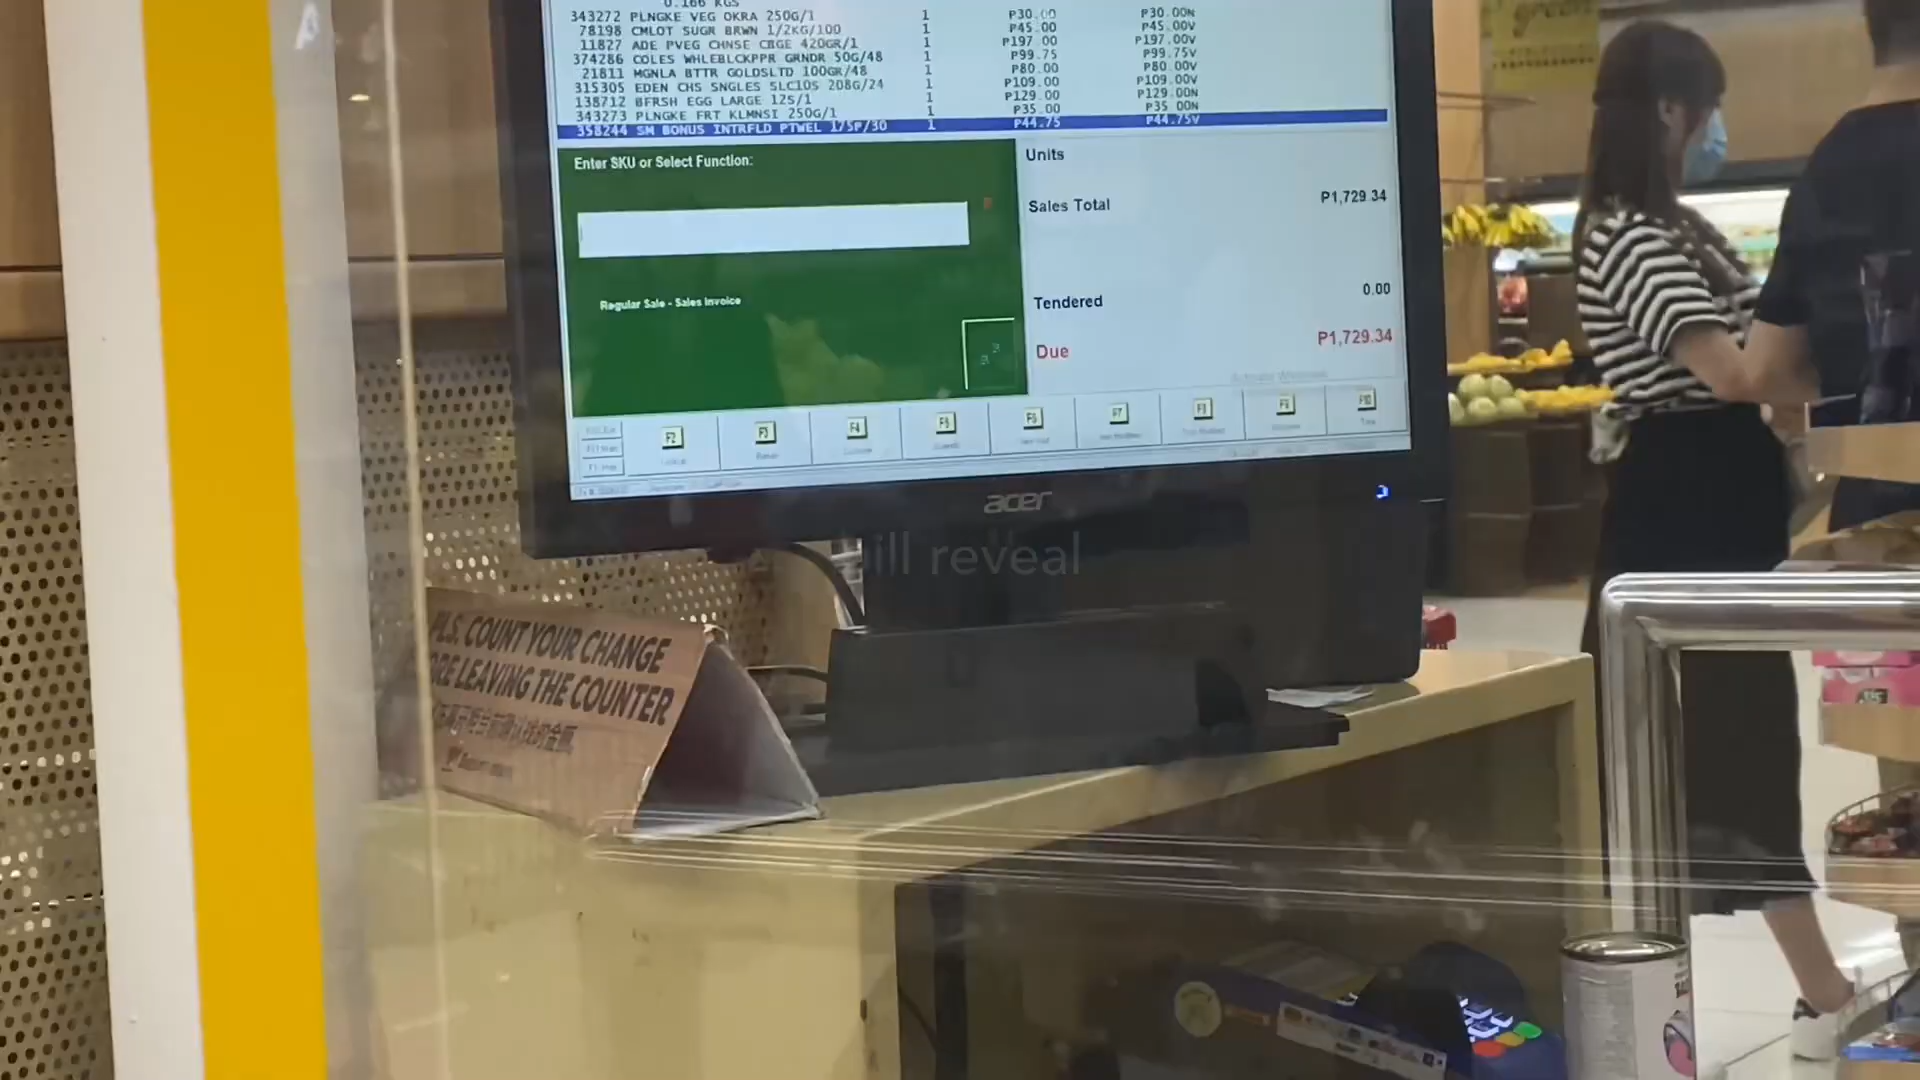 0.166 KGS
343272 PLNGKE VEG OKRA 250G/1 1 P30.00 P30.00N
78198 CMLOT SUGR BRWN 1/2KG/100 1 P45.00 P45.00V
11827 ADE PVEG CHNSE CBGE 420GR/1 1 P197.00 P197.00V
374286 COLES WHLEBLCKPPR GRNDR 50G/48 1 P99.75 P99.75V
21811 MGNLA BTTR GOLDSLTD 100GR/48 1 P80.00 P80.00V
315305 EDEN CHS SNGLES SLC10S 208G/24 1 P109.00 P109.00V
138712 BFRSH EGG LARGE 12S/1 1 P129.00 P129.00N
343273 PLNGKE FRT KLMNSI 250G/1 1 P35.00 P35.00N
358244 SM BONUS INTRFLD PTWEL 175P/30 1 P44.75 P44.75V
Enter SKU or Select Function:
Regular Sale - Sales Invoice
Units
Sales Total P1,729.34
Tendered 0.00
Due P1,729.34
F2 F3 F4 F5 F6 F7 F8 F9 F10
acer
bill reveal
PLS. COUNT YOUR CHANGE
ORE LEAVING THE COUNTER